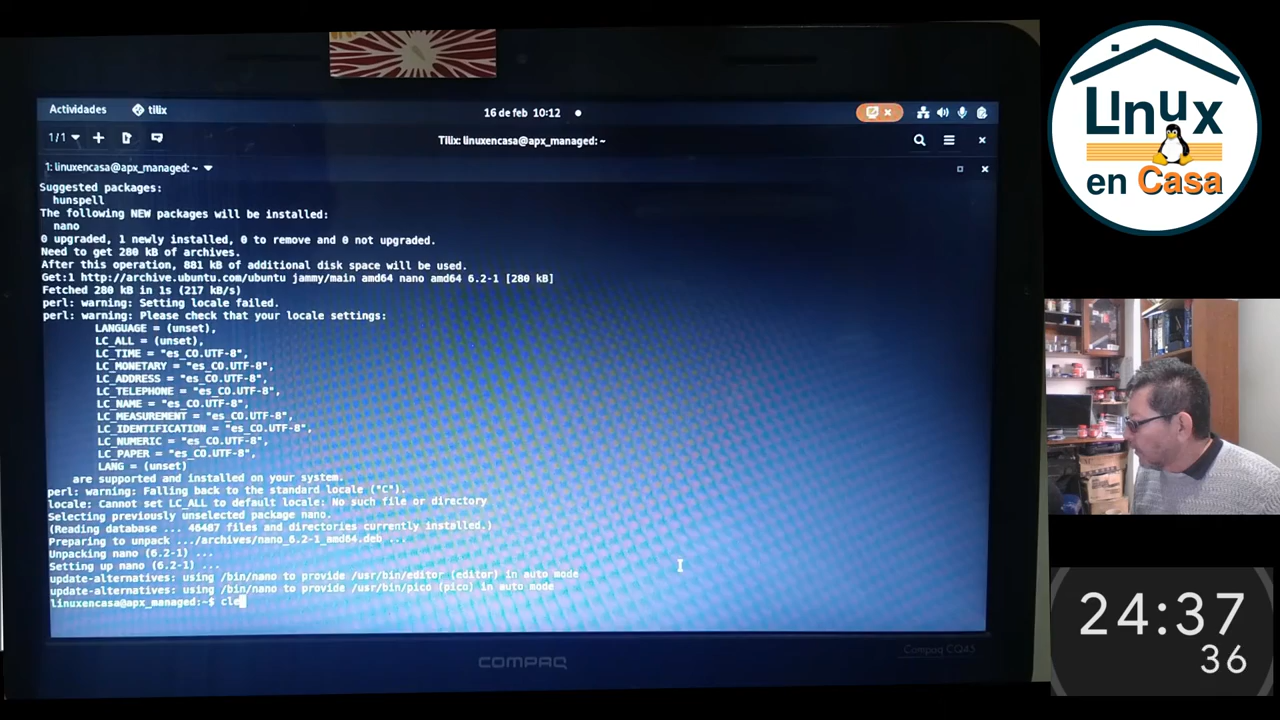 Actividades
tilix
16 de feb 10:12
1/1
Tilix: linuxencasa@apx_managed: ~
1: linuxencasa@apx_managed: ~
Suggested packages:
hunspell
The following NEW packages will be installed:
nano
0 upgraded, 1 newly installed, 0 to remove and 0 not upgraded.
Need to get 280 kB of archives.
After this operation, 881 kB of additional disk space will be used.
Get:1 http://archive.ubuntu.com/ubuntu jammy/main amd64 nano amd64 6.2-1 [280 kB]
Fetched 280 kB in 1s (217 kB/s)
perl: warning: Setting locale failed.
perl: warning: Please check that your locale settings:
LANGUAGE = (unset),
LC_ALL = (unset),
LC_TIME = "es_CO.UTF-8",
LC_MONETARY = "es_CO.UTF-8",
LC_ADDRESS = "es_CO.UTF-8",
LC_TELEPHONE = "es_CO.UTF-8",
LC_NAME = "es_CO.UTF-8",
LC_MEASUREMENT = "es_CO.UTF-8",
LC_IDENTIFICATION = "es_CO.UTF-8",
LC_NUMERIC = "es_CO.UTF-8",
LC_PAPER = "es_CO.UTF-8",
LANG = (unset)
are supported and installed on your system.
perl: warning: Falling back to the standard locale ("C").
locale: Cannot set LC_ALL to default locale: No such file or directory
Selecting previously unselected package nano.
(Reading database ... 46487 files and directories currently installed.)
Preparing to unpack .../archives/nano_6.2-1_amd64.deb ...
Unpacking nano (6.2-1) ...
Setting up nano (6.2-1) ...
update-alternatives: using /bin/nano to provide /usr/bin/editor (editor) in auto mode
update-alternatives: using /bin/nano to provide /usr/bin/pico (pico) in auto mode
linuxencasa@apx_managed:~$ cle
COMPAQ
Compaq CQ45
Linux
en Casa
24:37
36